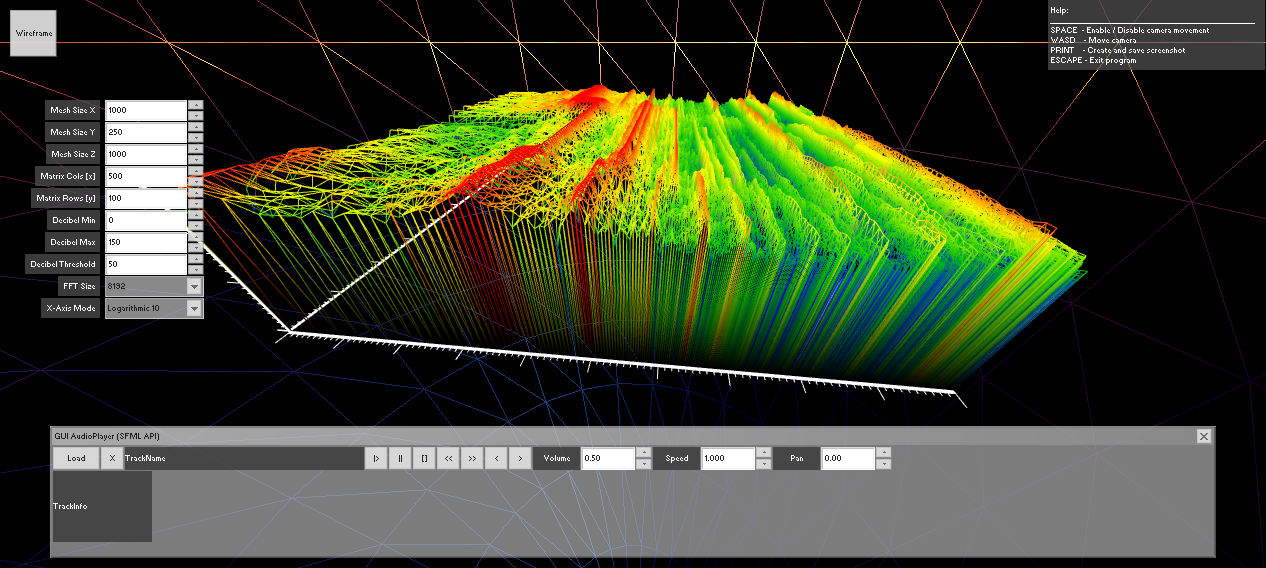 Wireframe
Help:
SPACE - Enable / Disable camera movement
WASD - Move camera
PRINT - Create and save screenshot
ESCAPE - Exit program
Mesh Size X 1000
Mesh Size Y 250
Mesh Size Z 1000
Matrix Cols [x] 500
Matrix Rows [y] 100
Decibel Min 0
Decibel Max 150
Decibel Threshold 50
FFT Size 8192
X-Axis Mode Logarithmic 10
GUI AudioPlayer (SFML API)
Load X TrackName |> || [] << >> < > Volume 0.50 Speed 1.000 Pan 0.00
TrackInfo